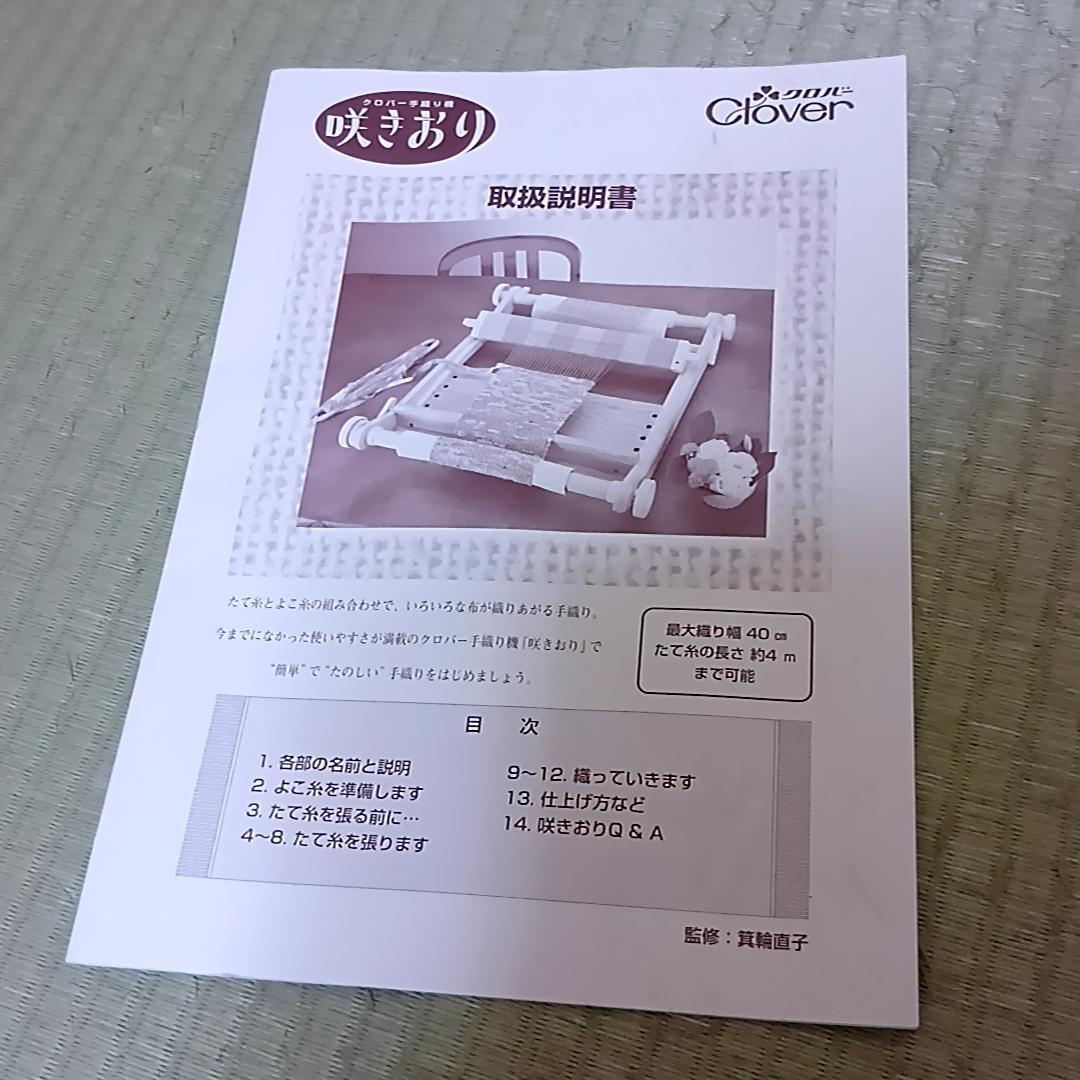 クロバー手織り機
咲きおり
クロバー
Clover
取扱説明書
たて糸とよこ糸の組み合わせで、いろいろな布が織りあがる手織り。
今までになかった使いやすさが満載のクロバー手織り機「咲きおり」で
“簡単”で“たのしい”手織りをはじめましょう。
最大織り幅 40 ㎝
たて糸の長さ 約4 m
まで可能
目 次
1. 各部の名前と説明
2. よこ糸を準備します
3. たて糸を張る前に…
4〜8. たて糸を張ります
9〜12. 織っていきます
13. 仕上げ方など
14. 咲きおりQ & A
監修：箕輪直子